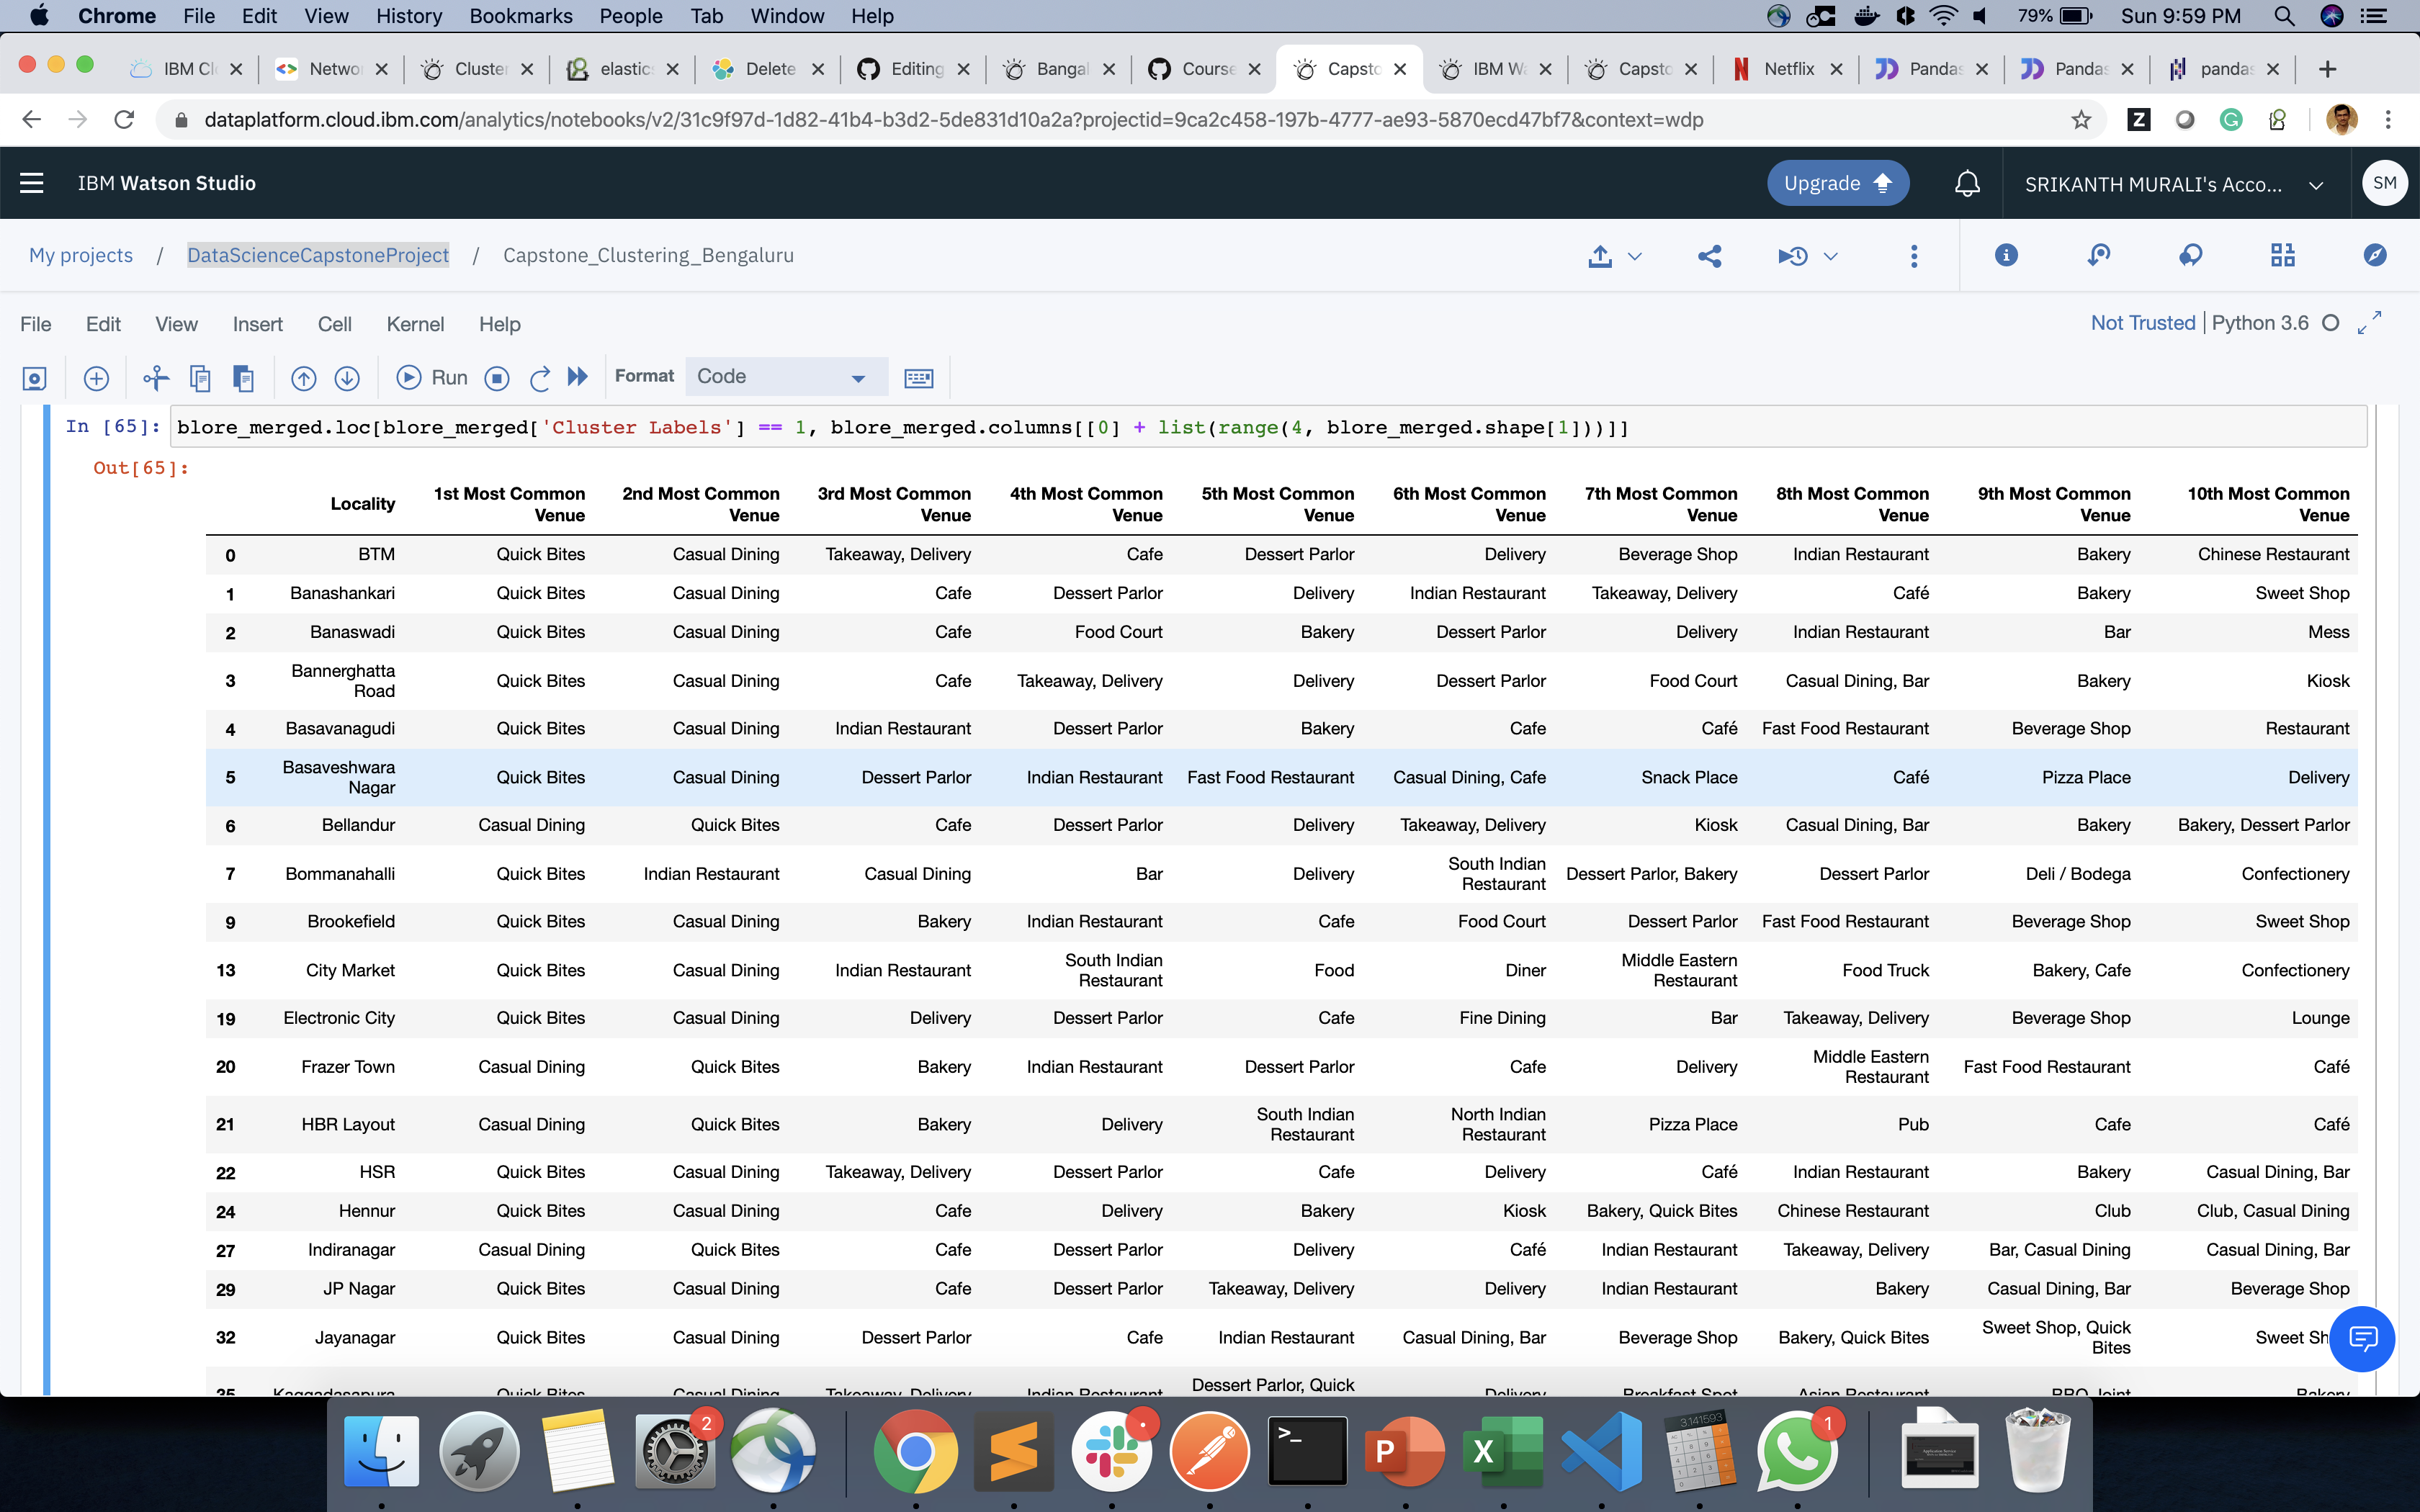 Chrome File Edit View History Bookmarks People Tab Window Help 79% Sun 9:59 PM
IBM Cl Netwo Cluster elastic Delete Editing Bangal Course Capsto IBM W Capsto Netflix Pandas Pandas pandas
dataplatform.cloud.ibm.com/analytics/notebooks/v2/31c9f97d-1d82-41b4-b3d2-5de831d10a2a?projectid=9ca2c458-197b-4777-ae93-5870ecd47bf7&context=wdp
IBM Watson Studio Upgrade SRIKANTH MURALI's Acco... SM
My projects / DataScienceCapstoneProject / Capstone_Clustering_Bengaluru
File Edit View Insert Cell Kernel Help Not Trusted | Python 3.6
Run Format Code
In [65]: blore_merged.loc[blore_merged['Cluster Labels'] == 1, blore_merged.columns[[0] + list(range(4, blore_merged.shape[1]))]]
Out[65]:
Locality 1st Most Common Venue 2nd Most Common Venue 3rd Most Common Venue 4th Most Common Venue 5th Most Common Venue 6th Most Common Venue 7th Most Common Venue 8th Most Common Venue 9th Most Common Venue 10th Most Common Venue
0 BTM Quick Bites Casual Dining Takeaway, Delivery Cafe Dessert Parlor Delivery Beverage Shop Indian Restaurant Bakery Chinese Restaurant
1 Banashankari Quick Bites Casual Dining Cafe Dessert Parlor Delivery Indian Restaurant Takeaway, Delivery Café Bakery Sweet Shop
2 Banaswadi Quick Bites Casual Dining Cafe Food Court Bakery Dessert Parlor Delivery Indian Restaurant Bar Mess
3 Bannerghatta Road Quick Bites Casual Dining Cafe Takeaway, Delivery Delivery Dessert Parlor Food Court Casual Dining, Bar Bakery Kiosk
4 Basavanagudi Quick Bites Casual Dining Indian Restaurant Dessert Parlor Bakery Cafe Café Fast Food Restaurant Beverage Shop Restaurant
5 Basaveshwara Nagar Quick Bites Casual Dining Dessert Parlor Indian Restaurant Fast Food Restaurant Casual Dining, Cafe Snack Place Café Pizza Place Delivery
6 Bellandur Casual Dining Quick Bites Cafe Dessert Parlor Delivery Takeaway, Delivery Kiosk Casual Dining, Bar Bakery Bakery, Dessert Parlor
7 Bommanahalli Quick Bites Indian Restaurant Casual Dining Bar Delivery South Indian Restaurant Dessert Parlor, Bakery Dessert Parlor Deli / Bodega Confectionery
9 Brookefield Quick Bites Casual Dining Bakery Indian Restaurant Cafe Food Court Dessert Parlor Fast Food Restaurant Beverage Shop Sweet Shop
13 City Market Quick Bites Casual Dining Indian Restaurant South Indian Restaurant Food Diner Middle Eastern Restaurant Food Truck Bakery, Cafe Confectionery
19 Electronic City Quick Bites Casual Dining Delivery Dessert Parlor Cafe Fine Dining Bar Takeaway, Delivery Beverage Shop Lounge
20 Frazer Town Casual Dining Quick Bites Bakery Indian Restaurant Dessert Parlor Cafe Delivery Middle Eastern Restaurant Fast Food Restaurant Café
21 HBR Layout Casual Dining Quick Bites Bakery Delivery South Indian Restaurant North Indian Restaurant Pizza Place Pub Cafe Café
22 HSR Quick Bites Casual Dining Takeaway, Delivery Dessert Parlor Cafe Delivery Café Indian Restaurant Bakery Casual Dining, Bar
24 Hennur Quick Bites Casual Dining Cafe Delivery Bakery Kiosk Bakery, Quick Bites Chinese Restaurant Club Club, Casual Dining
27 Indiranagar Casual Dining Quick Bites Cafe Dessert Parlor Delivery Café Indian Restaurant Takeaway, Delivery Bar, Casual Dining Casual Dining, Bar
29 JP Nagar Quick Bites Casual Dining Cafe Dessert Parlor Takeaway, Delivery Delivery Indian Restaurant Bakery Casual Dining, Bar Beverage Shop
32 Jayanagar Quick Bites Casual Dining Dessert Parlor Cafe Indian Restaurant Casual Dining, Bar Beverage Shop Bakery, Quick Bites Sweet Shop, Quick Bites Sweet Sh
35 Kaggadasapura Quick Bites Casual Dining Takeaway, Delivery Indian Restaurant Dessert Parlor, Quick Delivery Breakfast Spot Asian Restaurant BBQ Joint Bakery
2 3.141593 1